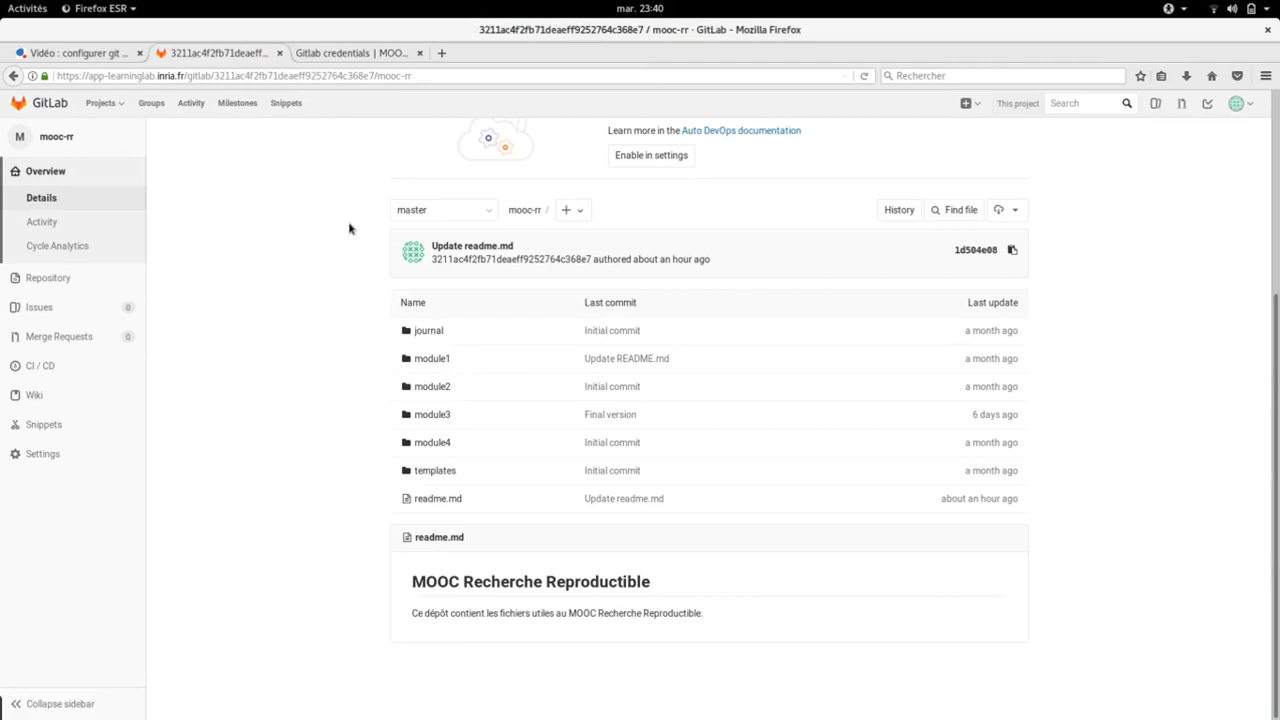 Activités Firefox ESR mar. 23:40
3211ac4f2fb71deaeff9252764c368e7 / mooc-rr · GitLab - Mozilla Firefox
Vidéo : configurer git ... 3211ac4f2fb71deaeff... Gitlab credentials | MOO...
https://app-learninglab.inria.fr/gitlab/3211ac4f2fb71deaeff9252764c368e7/mooc-rr Rechercher
GitLab Projects Groups Activity Milestones Snippets This project Search
M mooc-rr
Learn more in the Auto DevOps documentation
Enable in settings
Overview
Details
Activity
Cycle Analytics
Repository
Issues 0
Merge Requests 0
CI / CD
Wiki
Snippets
Settings
Collapse sidebar
master mooc-rr / + History Find file
Update readme.md
3211ac4f2fb71deaeff9252764c368e7 authored about an hour ago
1d504e08
Name Last commit Last update
journal Initial commit a month ago
module1 Update README.md a month ago
module2 Initial commit a month ago
module3 Final version 6 days ago
module4 Initial commit a month ago
templates Initial commit a month ago
readme.md Update readme.md about an hour ago
readme.md
MOOC Recherche Reproductible
Ce dépôt contient les fichiers utiles au MOOC Recherche Reproductible.